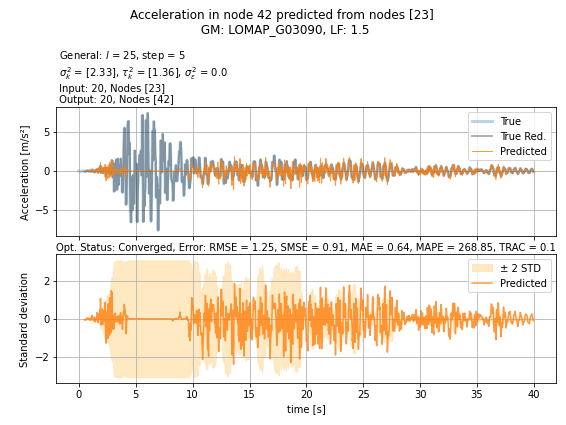 Acceleration in node 42 predicted from nodes [23]
GM: LOMAP_G03090, LF: 1.5
General: l = 25, step = 5
σ²ₖ = [2.33], τ²ₖ = [1.36], σ²ε = 0.0
Input: 20, Nodes [23]
Output: 20, Nodes [42]
Acceleration [m/s²]
5
0
−5
True
True Red.
Predicted
Opt. Status: Converged, Error: RMSE = 1.25, SMSE = 0.91, MAE = 0.64, MAPE = 268.85, TRAC = 0.1
Standard deviation
2
0
−2
± 2 STD
Predicted
0 5 10 15 20 25 30 35 40
time [s]